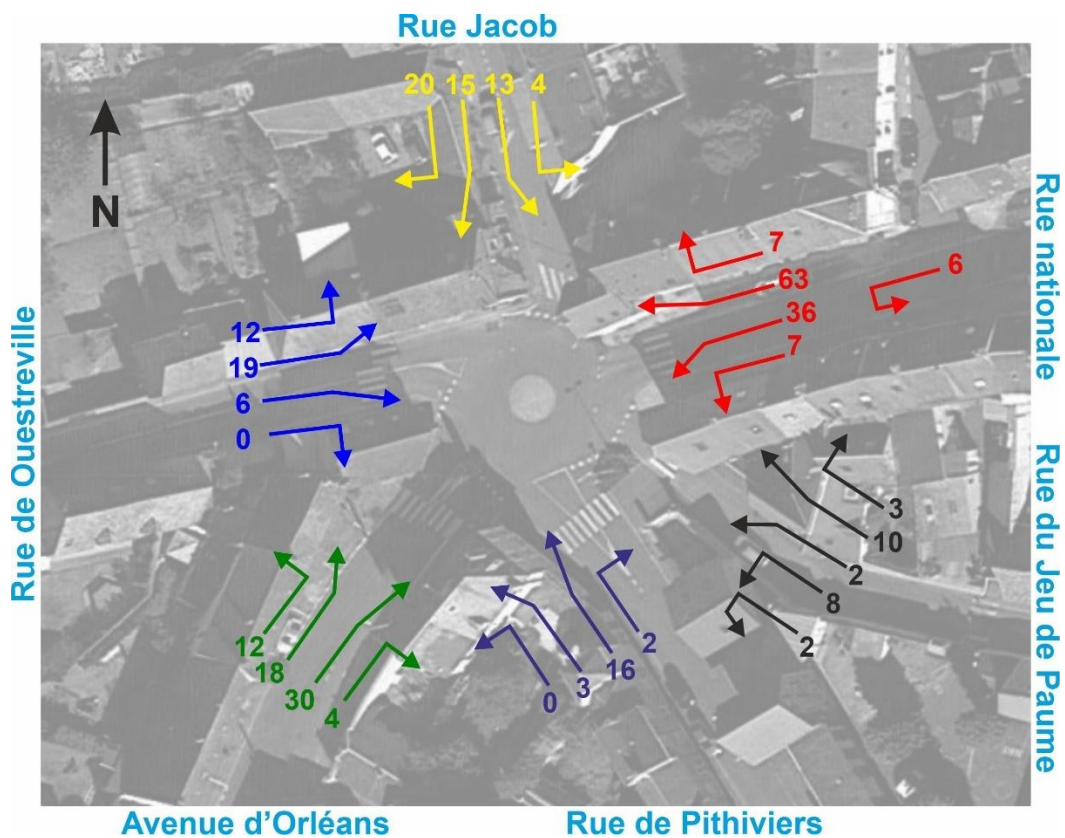 Rue Jacob
20 15 13 4
N
Rue nationale
7
63
6
36
7
Rue de Ouestreville
12
19
6
0
Rue du Jeu de Paume
3
10
2
8
2
12
18
30
4
2
16
3
0
Avenue d'Orléans
Rue de Pithiviers